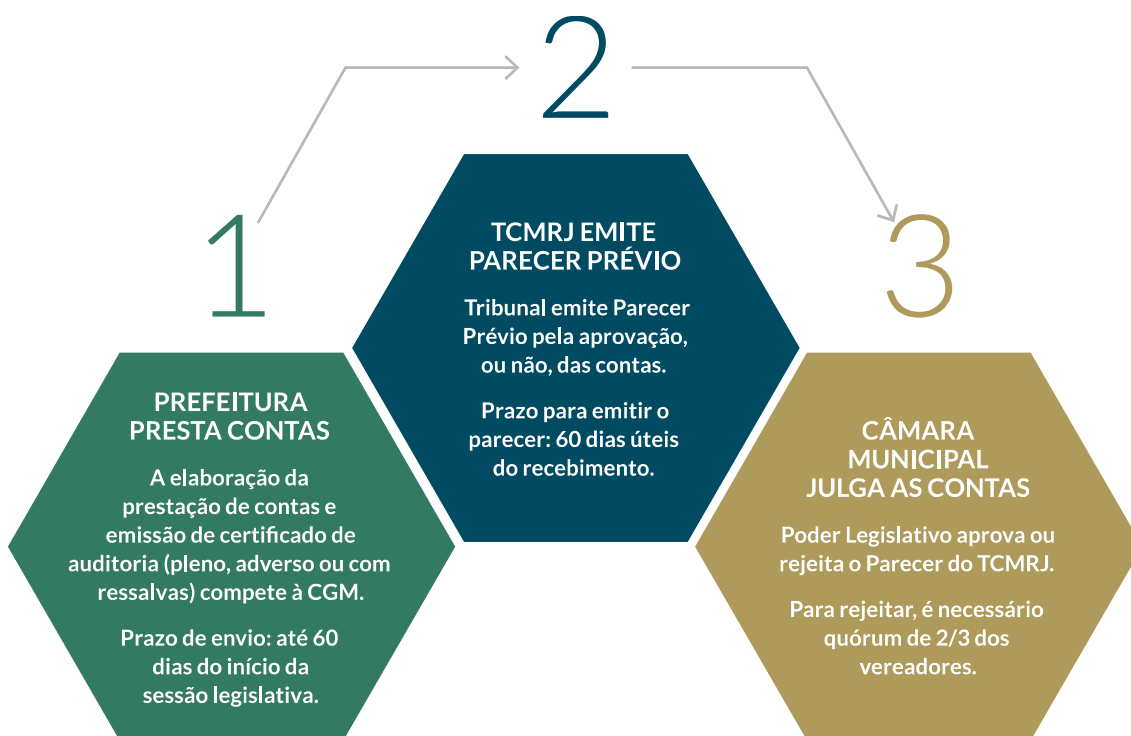 1
PREFEITURA
PRESTA CONTAS
A elaboração da
prestação de contas e
emissão de certificado de
auditoria (pleno, adverso ou com
ressalvas) compete à CGM.
Prazo de envio: até 60
dias do início da
sessão legislativa.
2
TCMRJ EMITE
PARECER PRÉVIO
Tribunal emite Parecer
Prévio pela aprovação,
ou não, das contas.
Prazo para emitir o
parecer: 60 dias úteis
do recebimento.
3
CÂMARA
MUNICIPAL
JULGA AS CONTAS
Poder Legislativo aprova ou
rejeita o Parecer do TCMRJ.
Para rejeitar, é necessário
quórum de 2/3 dos
vereadores.